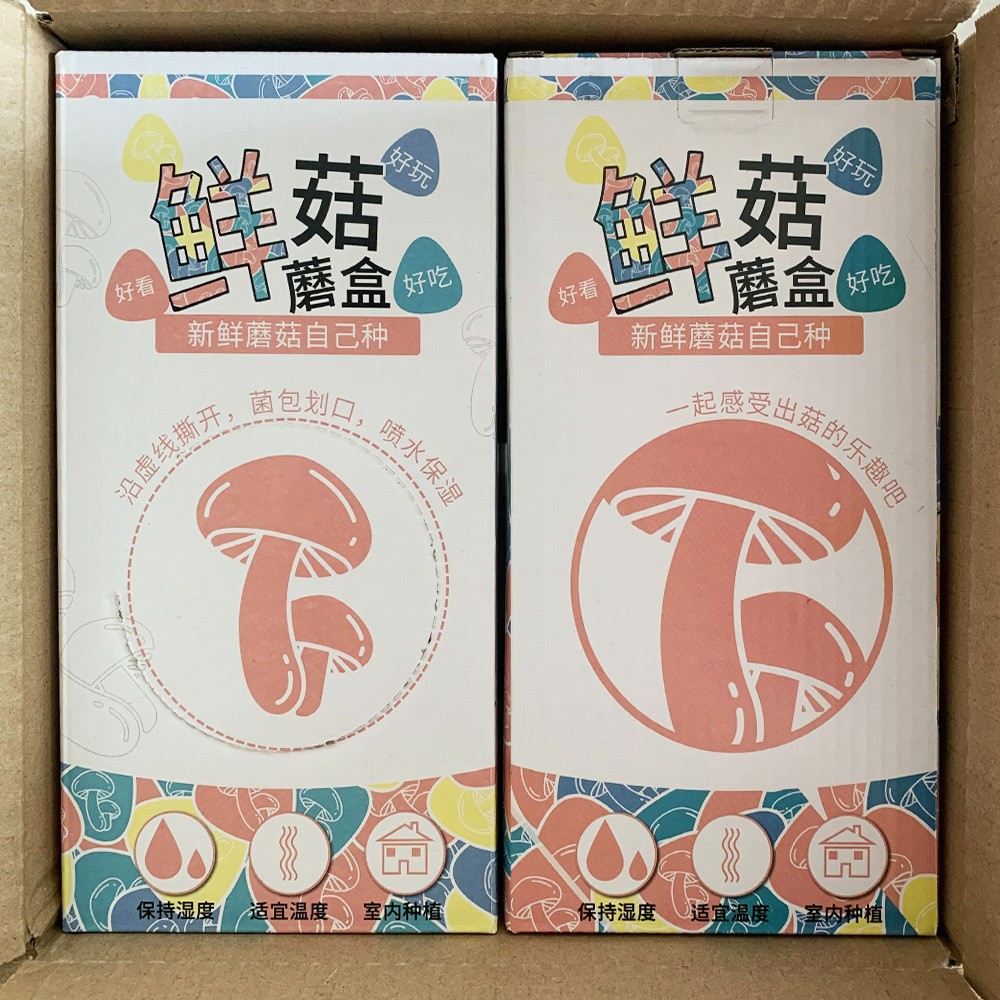 好玩
鲜菇
蘑盒
好看
好吃
新鲜蘑菇自己种
沿虚线撕开，菌包划口，喷水保湿
保持湿度
适宜温度
室内种植
好玩
鲜菇
蘑盒
好看
好吃
新鲜蘑菇自己种
一起感受出菇的乐趣吧
保持湿度
适宜温度
室内种植